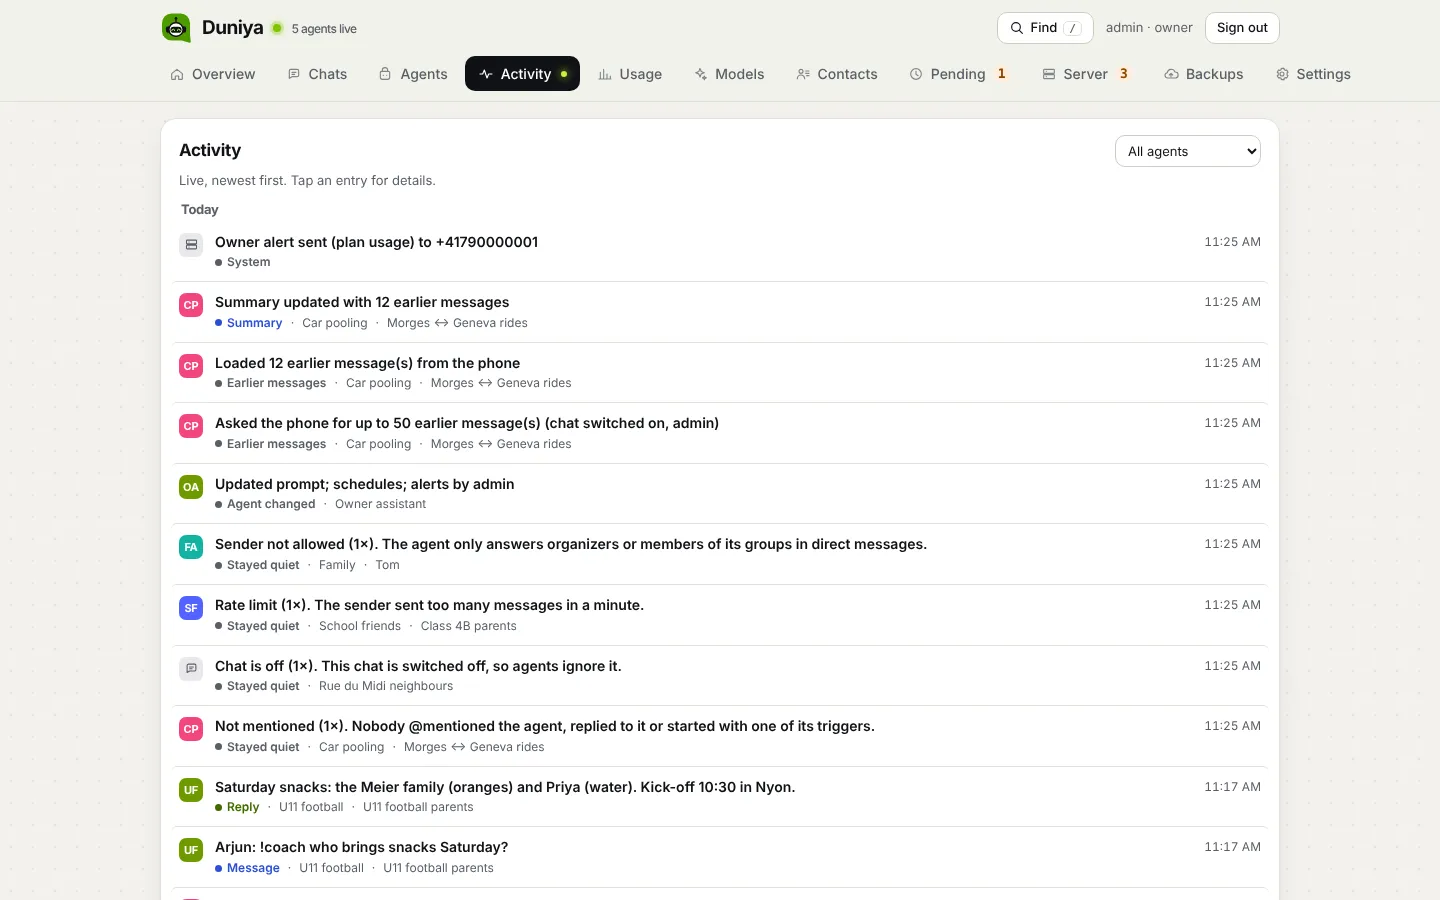 Duniya
5 agents live
Find /
admin · owner
Sign out
Overview
Chats
Agents
Activity
Usage
Models
Contacts
Pending 1
Server 3
Backups
Settings
Activity
All agents
Live, newest first. Tap an entry for details.
Today
Owner alert sent (plan usage) to +41790000001
11:25 AM
System
CP
Summary updated with 12 earlier messages
11:25 AM
Summary · Car pooling · Morges ↔ Geneva rides
CP
Loaded 12 earlier message(s) from the phone
11:25 AM
Earlier messages · Car pooling · Morges ↔ Geneva rides
CP
Asked the phone for up to 50 earlier message(s) (chat switched on, admin)
11:25 AM
Earlier messages · Car pooling · Morges ↔ Geneva rides
OA
Updated prompt; schedules; alerts by admin
11:25 AM
Agent changed · Owner assistant
FA
Sender not allowed (1×). The agent only answers organizers or members of its groups in direct messages.
11:25 AM
Stayed quiet · Family · Tom
SF
Rate limit (1×). The sender sent too many messages in a minute.
11:25 AM
Stayed quiet · School friends · Class 4B parents
Chat is off (1×). This chat is switched off, so agents ignore it.
11:25 AM
Stayed quiet · Rue du Midi neighbours
CP
Not mentioned (1×). Nobody @mentioned the agent, replied to it or started with one of its triggers.
11:25 AM
Stayed quiet · Car pooling · Morges ↔ Geneva rides
UF
Saturday snacks: the Meier family (oranges) and Priya (water). Kick-off 10:30 in Nyon.
11:17 AM
Reply · U11 football · U11 football parents
UF
Arjun: !coach who brings snacks Saturday?
11:17 AM
Message · U11 football · U11 football parents